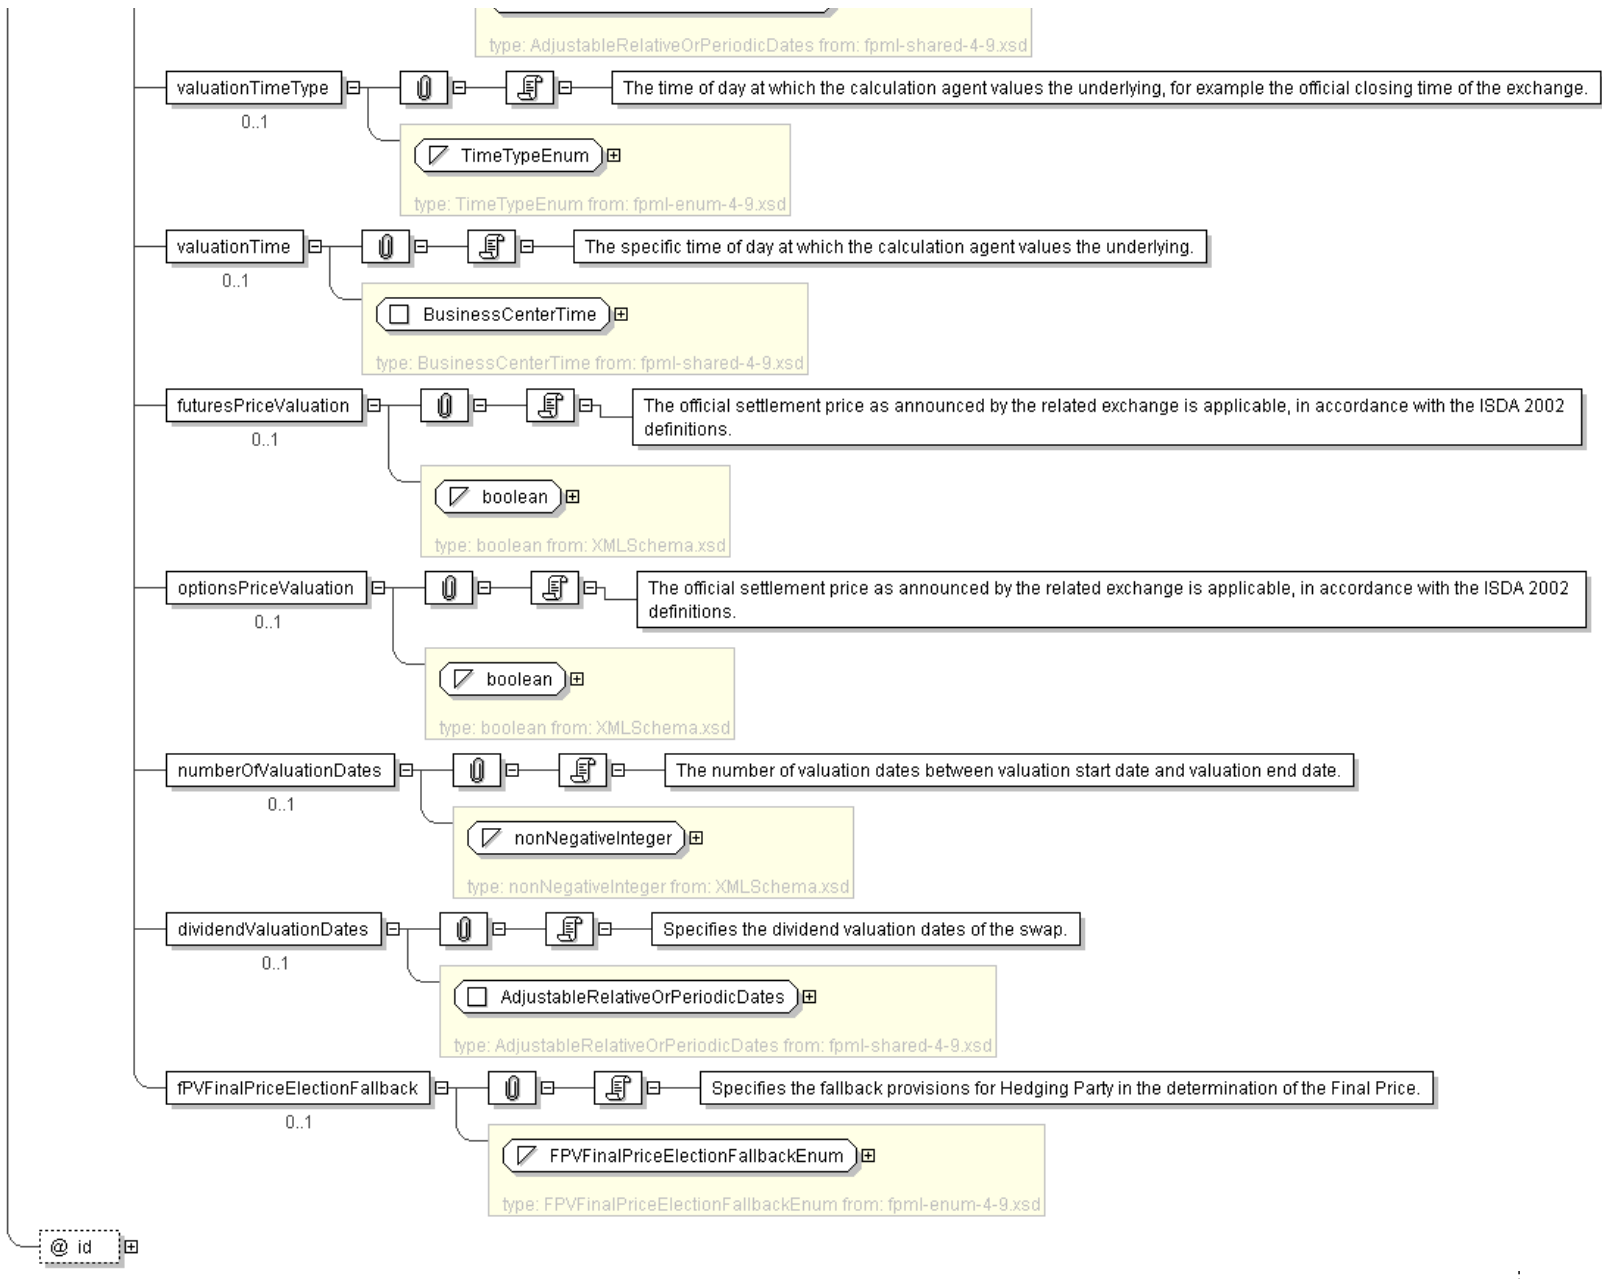 type: AdjustableRelativeOrPeriodicDates from: fpml-shared-4-9.xsd
valuationTimeType
The time of day at which the calculation agent values the underlying, for example the official closing time of the exchange.
0..1
TimeTypeEnum
type: TimeTypeEnum from: fpml-enum-4-9.xsd
valuationTime
The specific time of day at which the calculation agent values the underlying.
0..1
BusinessCenterTime
type: BusinessCenterTime from: fpml-shared-4-9.xsd
futuresPriceValuation
The official settlement price as announced by the related exchange is applicable, in accordance with the ISDA 2002
definitions.
0..1
boolean
type: boolean from: XMLSchema.xsd
optionsPriceValuation
The official settlement price as announced by the related exchange is applicable, in accordance with the ISDA 2002
definitions.
0..1
boolean
type: boolean from: XMLSchema.xsd
numberOfValuationDates
The number of valuation dates between valuation start date and valuation end date.
0..1
nonNegativeInteger
type: nonNegativeInteger from: XMLSchema.xsd
dividendValuationDates
Specifies the dividend valuation dates of the swap.
0..1
AdjustableRelativeOrPeriodicDates
type: AdjustableRelativeOrPeriodicDates from: fpml-shared-4-9.xsd
fPVFinalPriceElectionFallback
Specifies the fallback provisions for Hedging Party in the determination of the Final Price.
0..1
FPVFinalPriceElectionFallbackEnum
type: FPVFinalPriceElectionFallbackEnum from: fpml-enum-4-9.xsd
@ id